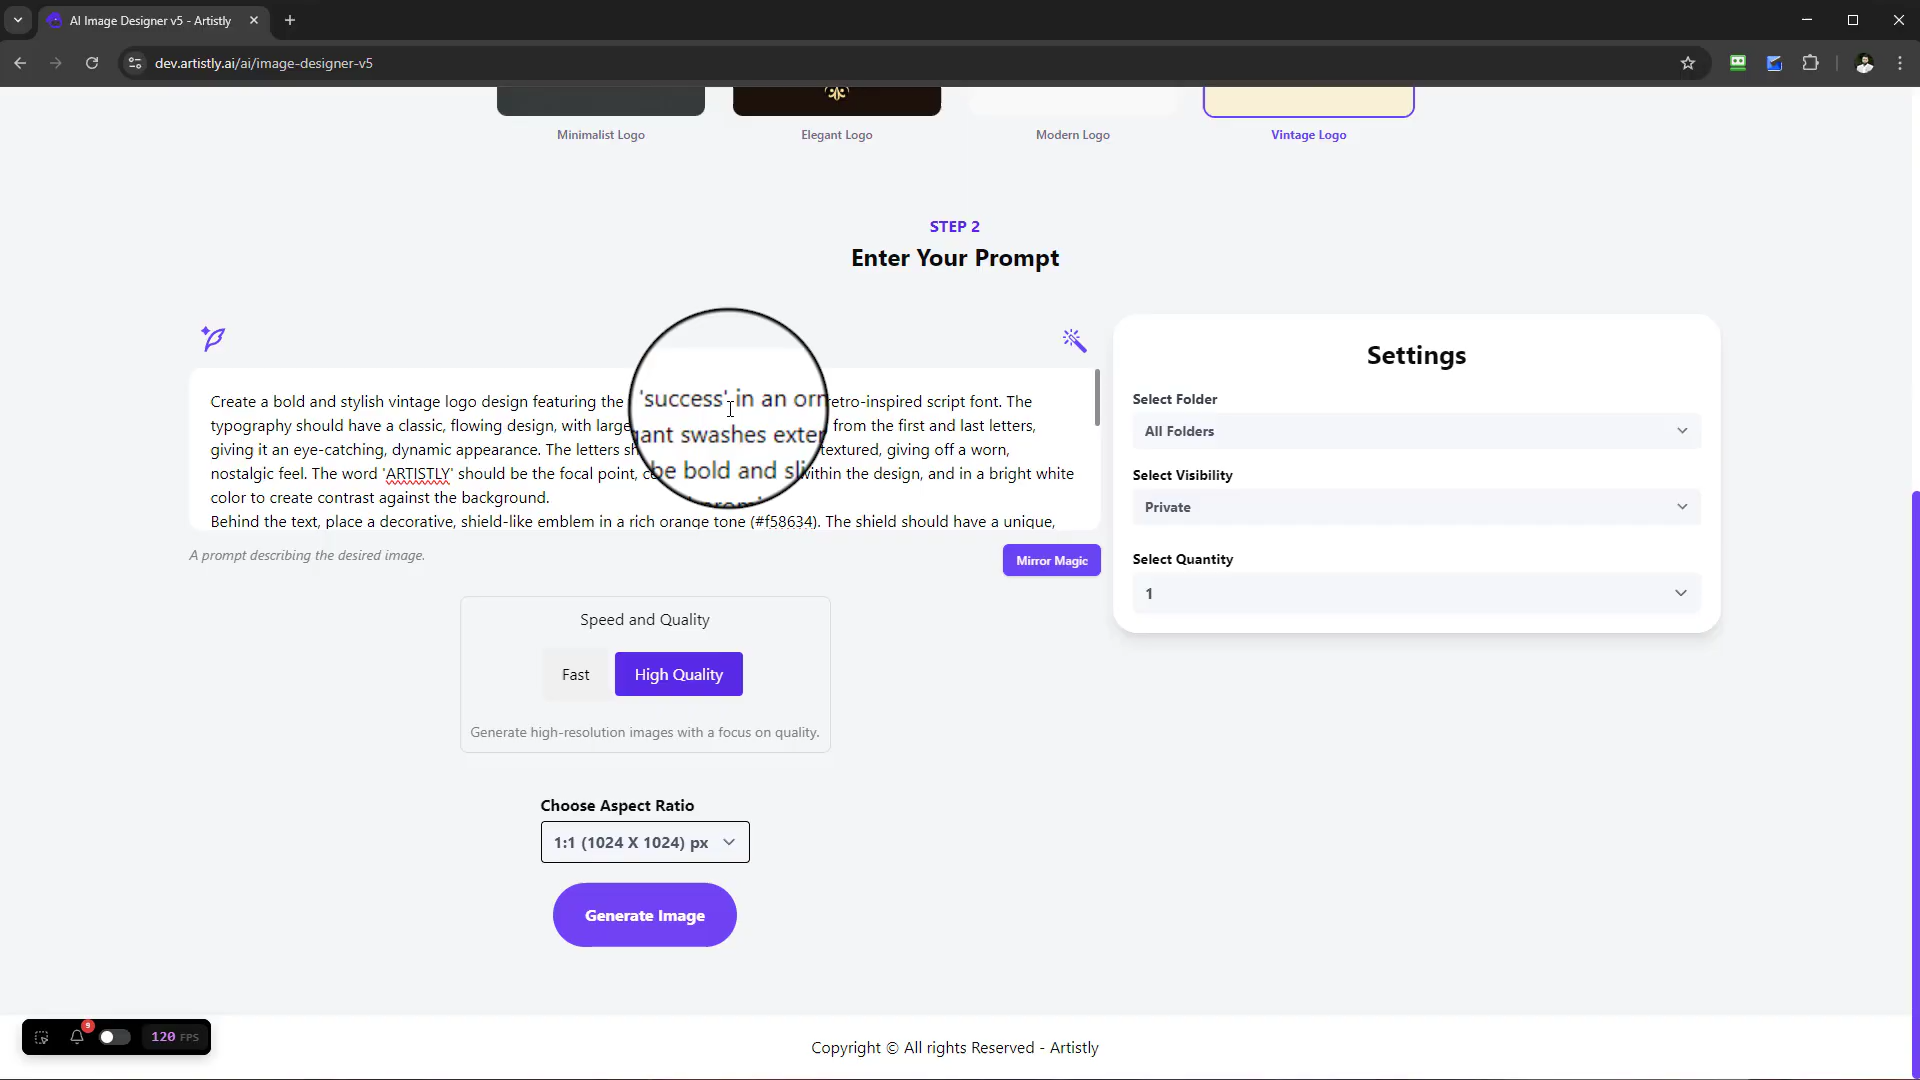 AI Image Designer v5 - Artistly
dev.artistly.ai/ai/image-designer-v5
Minimalist Logo
Elegant Logo
Modern Logo
Vintage Logo
STEP 2
Enter Your Prompt
Create a bold and stylish vintage logo design featuring the 'success' in an orn retro-inspired script font. The
typography should have a classic, flowing design, with large gant swashes exter from the first and last letters,
giving it an eye-catching, dynamic appearance. The letters sh be bold and sli textured, giving off a worn,
nostalgic feel. The word 'ARTISTLY' should be the focal point, within the design, and in a bright white
color to create contrast against the background.
Behind the text, place a decorative, shield-like emblem in a rich orange tone (#f58634). The shield should have a unique,
A prompt describing the desired image.
Mirror Magic
Settings
Select Folder
All Folders
Select Visibility
Private
Select Quantity
1
Speed and Quality
Fast
High Quality
Generate high-resolution images with a focus on quality.
Choose Aspect Ratio
1:1 (1024 X 1024) px
Generate Image
9
120 FPS
Copyright © All rights Reserved - Artistly